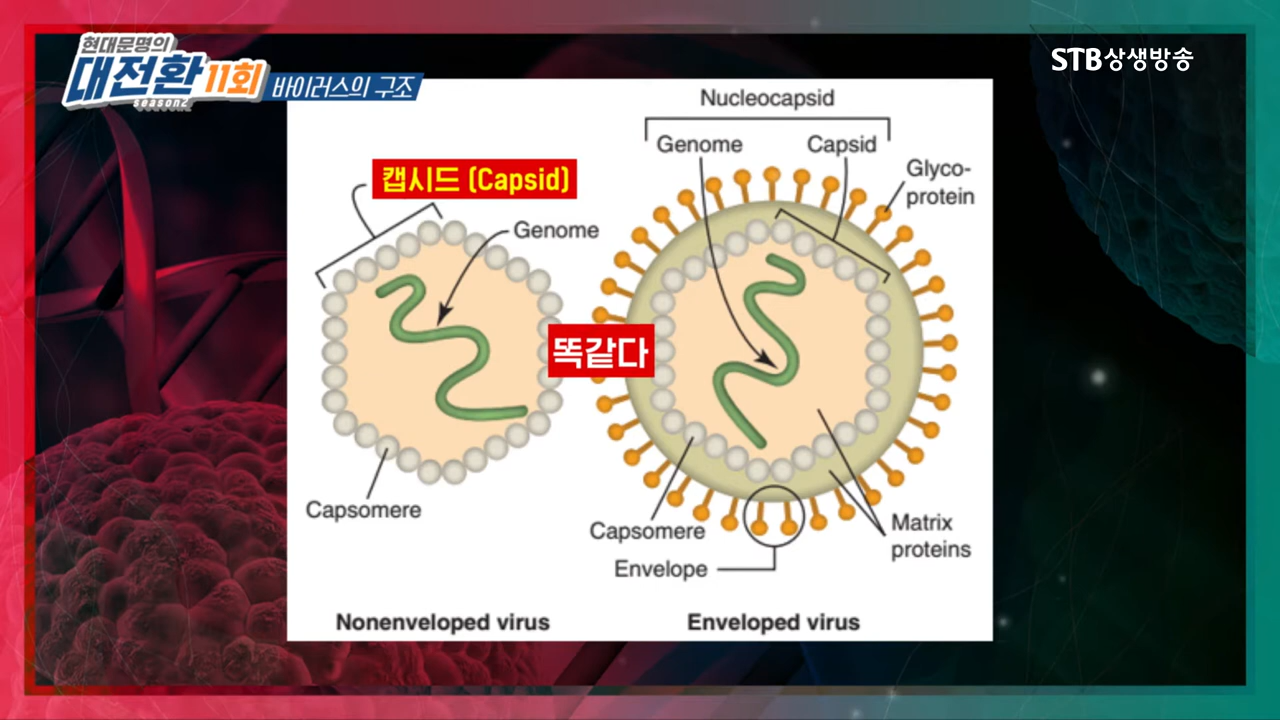 현대문명의
대전환 11회
season2
바이러스의 구조
STB상생방송
Nucleocapsid
Genome
Capsid
Glyco-
protein
캡시드 (Capsid)
Genome
똑같다
Capsomere
Capsomere
Envelope
Matrix
proteins
Nonenveloped virus
Enveloped virus